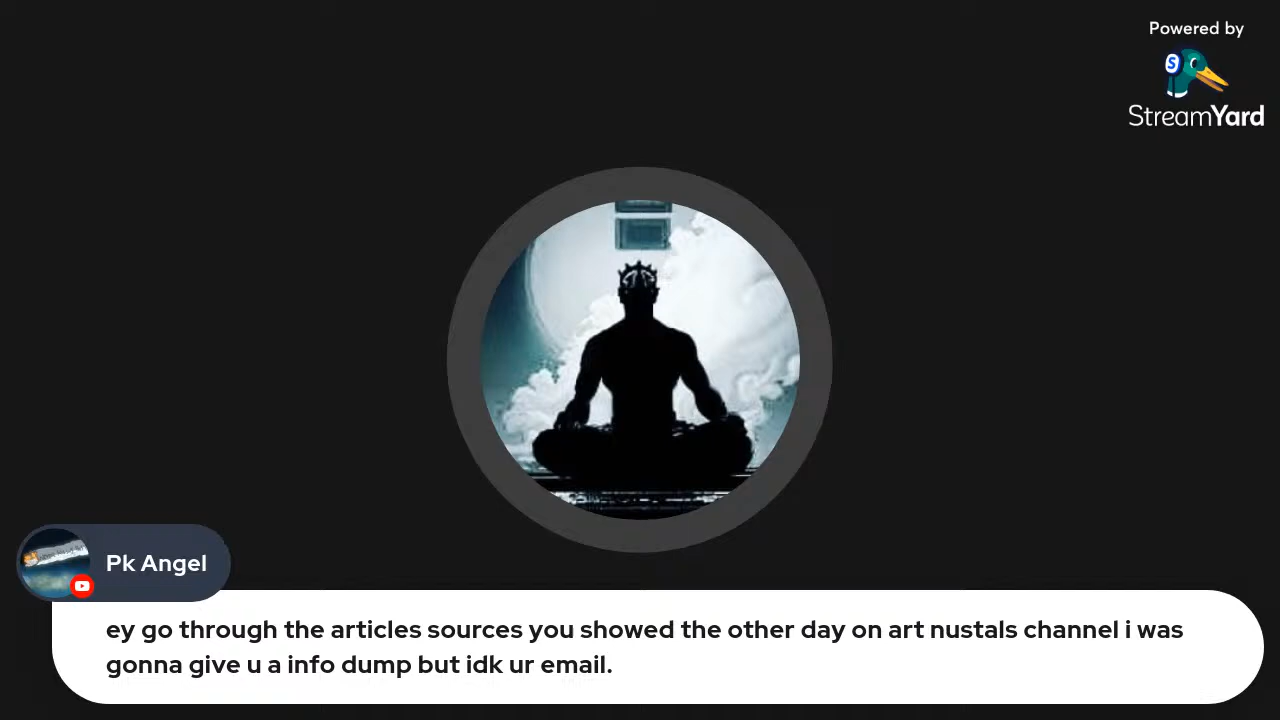 Powered by
StreamYard
Pk Angel
ey go through the articles sources you showed the other day on art nustals channel i was
gonna give u a info dump but idk ur email.